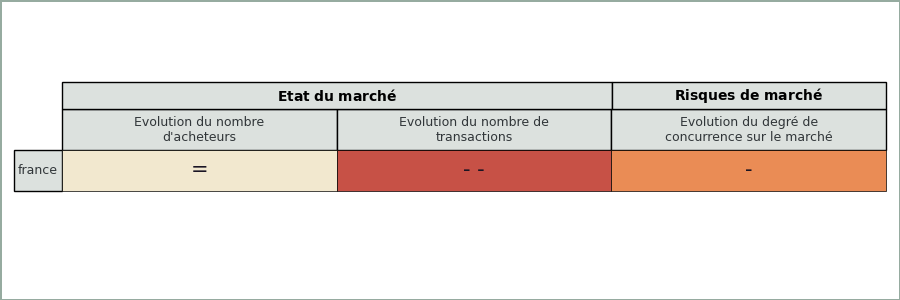 Etat du marché
Risques de marché
Evolution du nombre
d'acheteurs
Evolution du nombre de
transactions
Evolution du degré de
concurrence sur le marché
france
=
- -
-